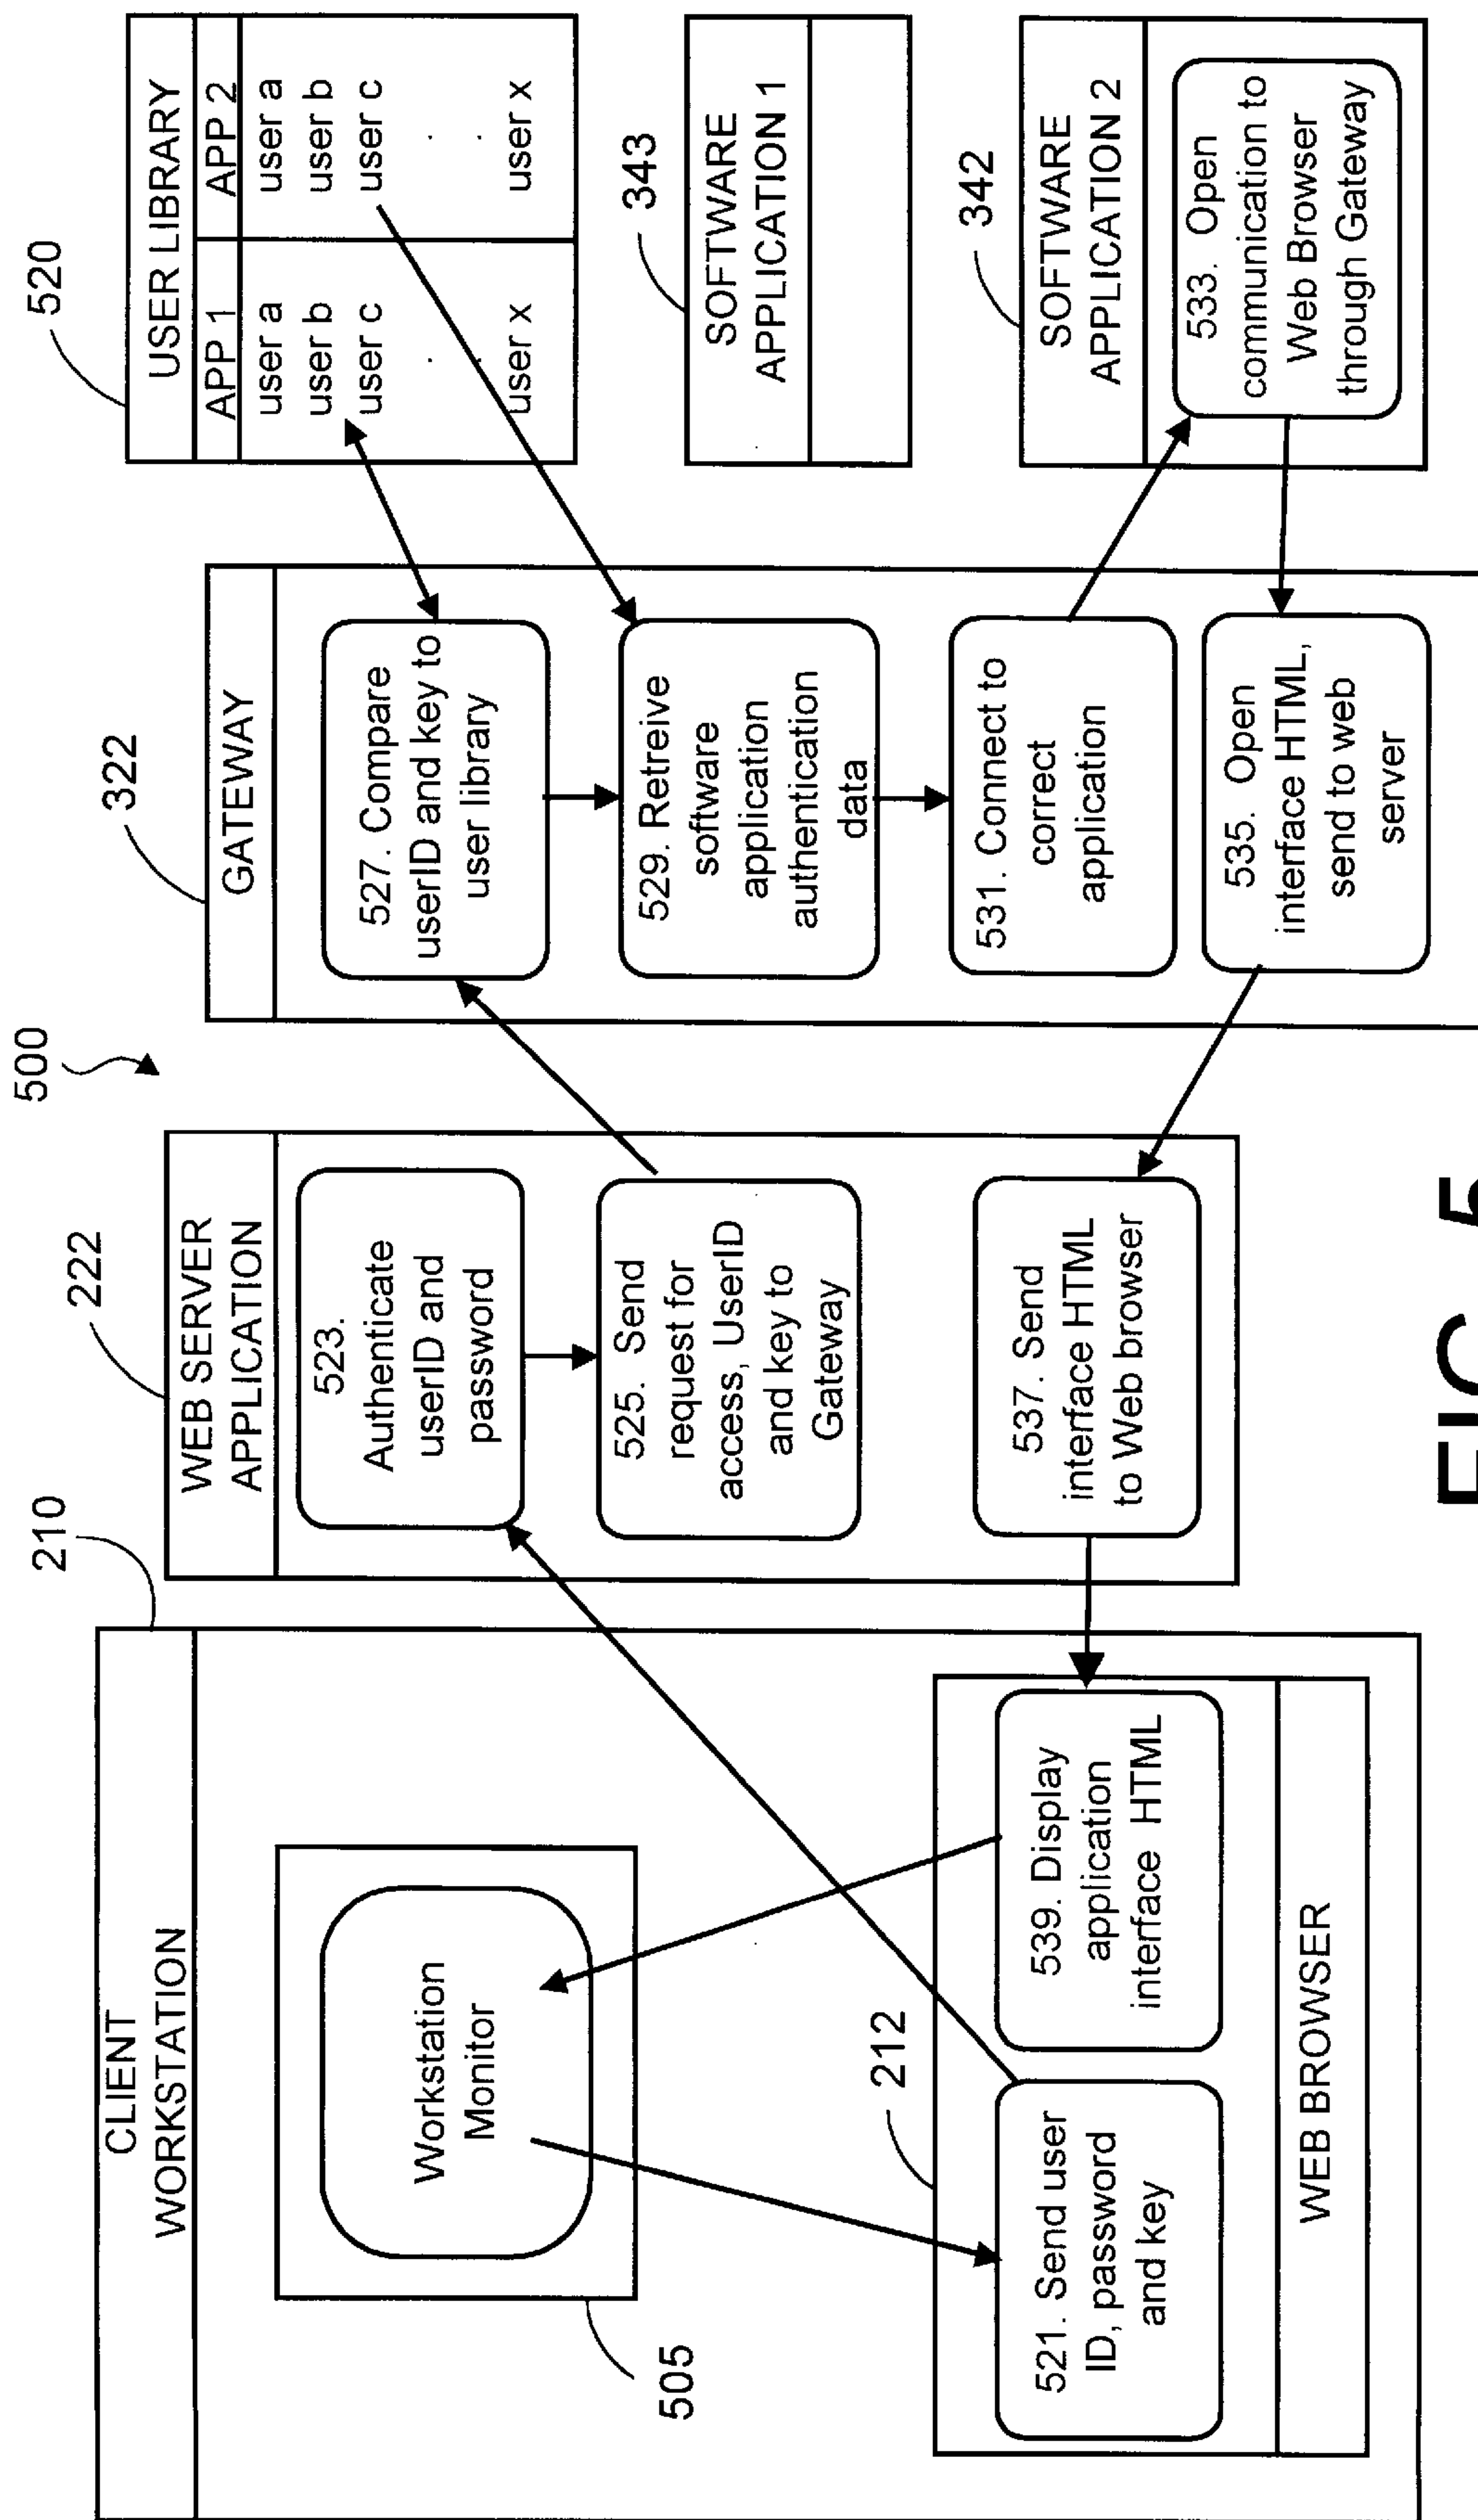 500
210
CLIENT
WORKSTATION
Workstation
Monitor
505
212
521. Send user
ID, password
and key
539. Display
application
interface HTML
WEB BROWSER
222
WEB SERVER
APPLICATION
523.
Authenticate
userID and
password
525. Send
request for
access, UserID
and key to
Gateway
537. Send
interface HTML
to Web browser
322
GATEWAY
527. Compare
userID and key to
user library
529. Retreive
software
application
authentication
data
531. Connect to
correct
application
535. Open
interface HTML,
send to web
server
520
USER LIBRARY
APP 1 APP 2
user a user a
user b user b
user c user c
. .
. .
user x user x
343
SOFTWARE
APPLICATION 1
342
SOFTWARE
APPLICATION 2
533. Open
communication to
Web Browser
through Gateway